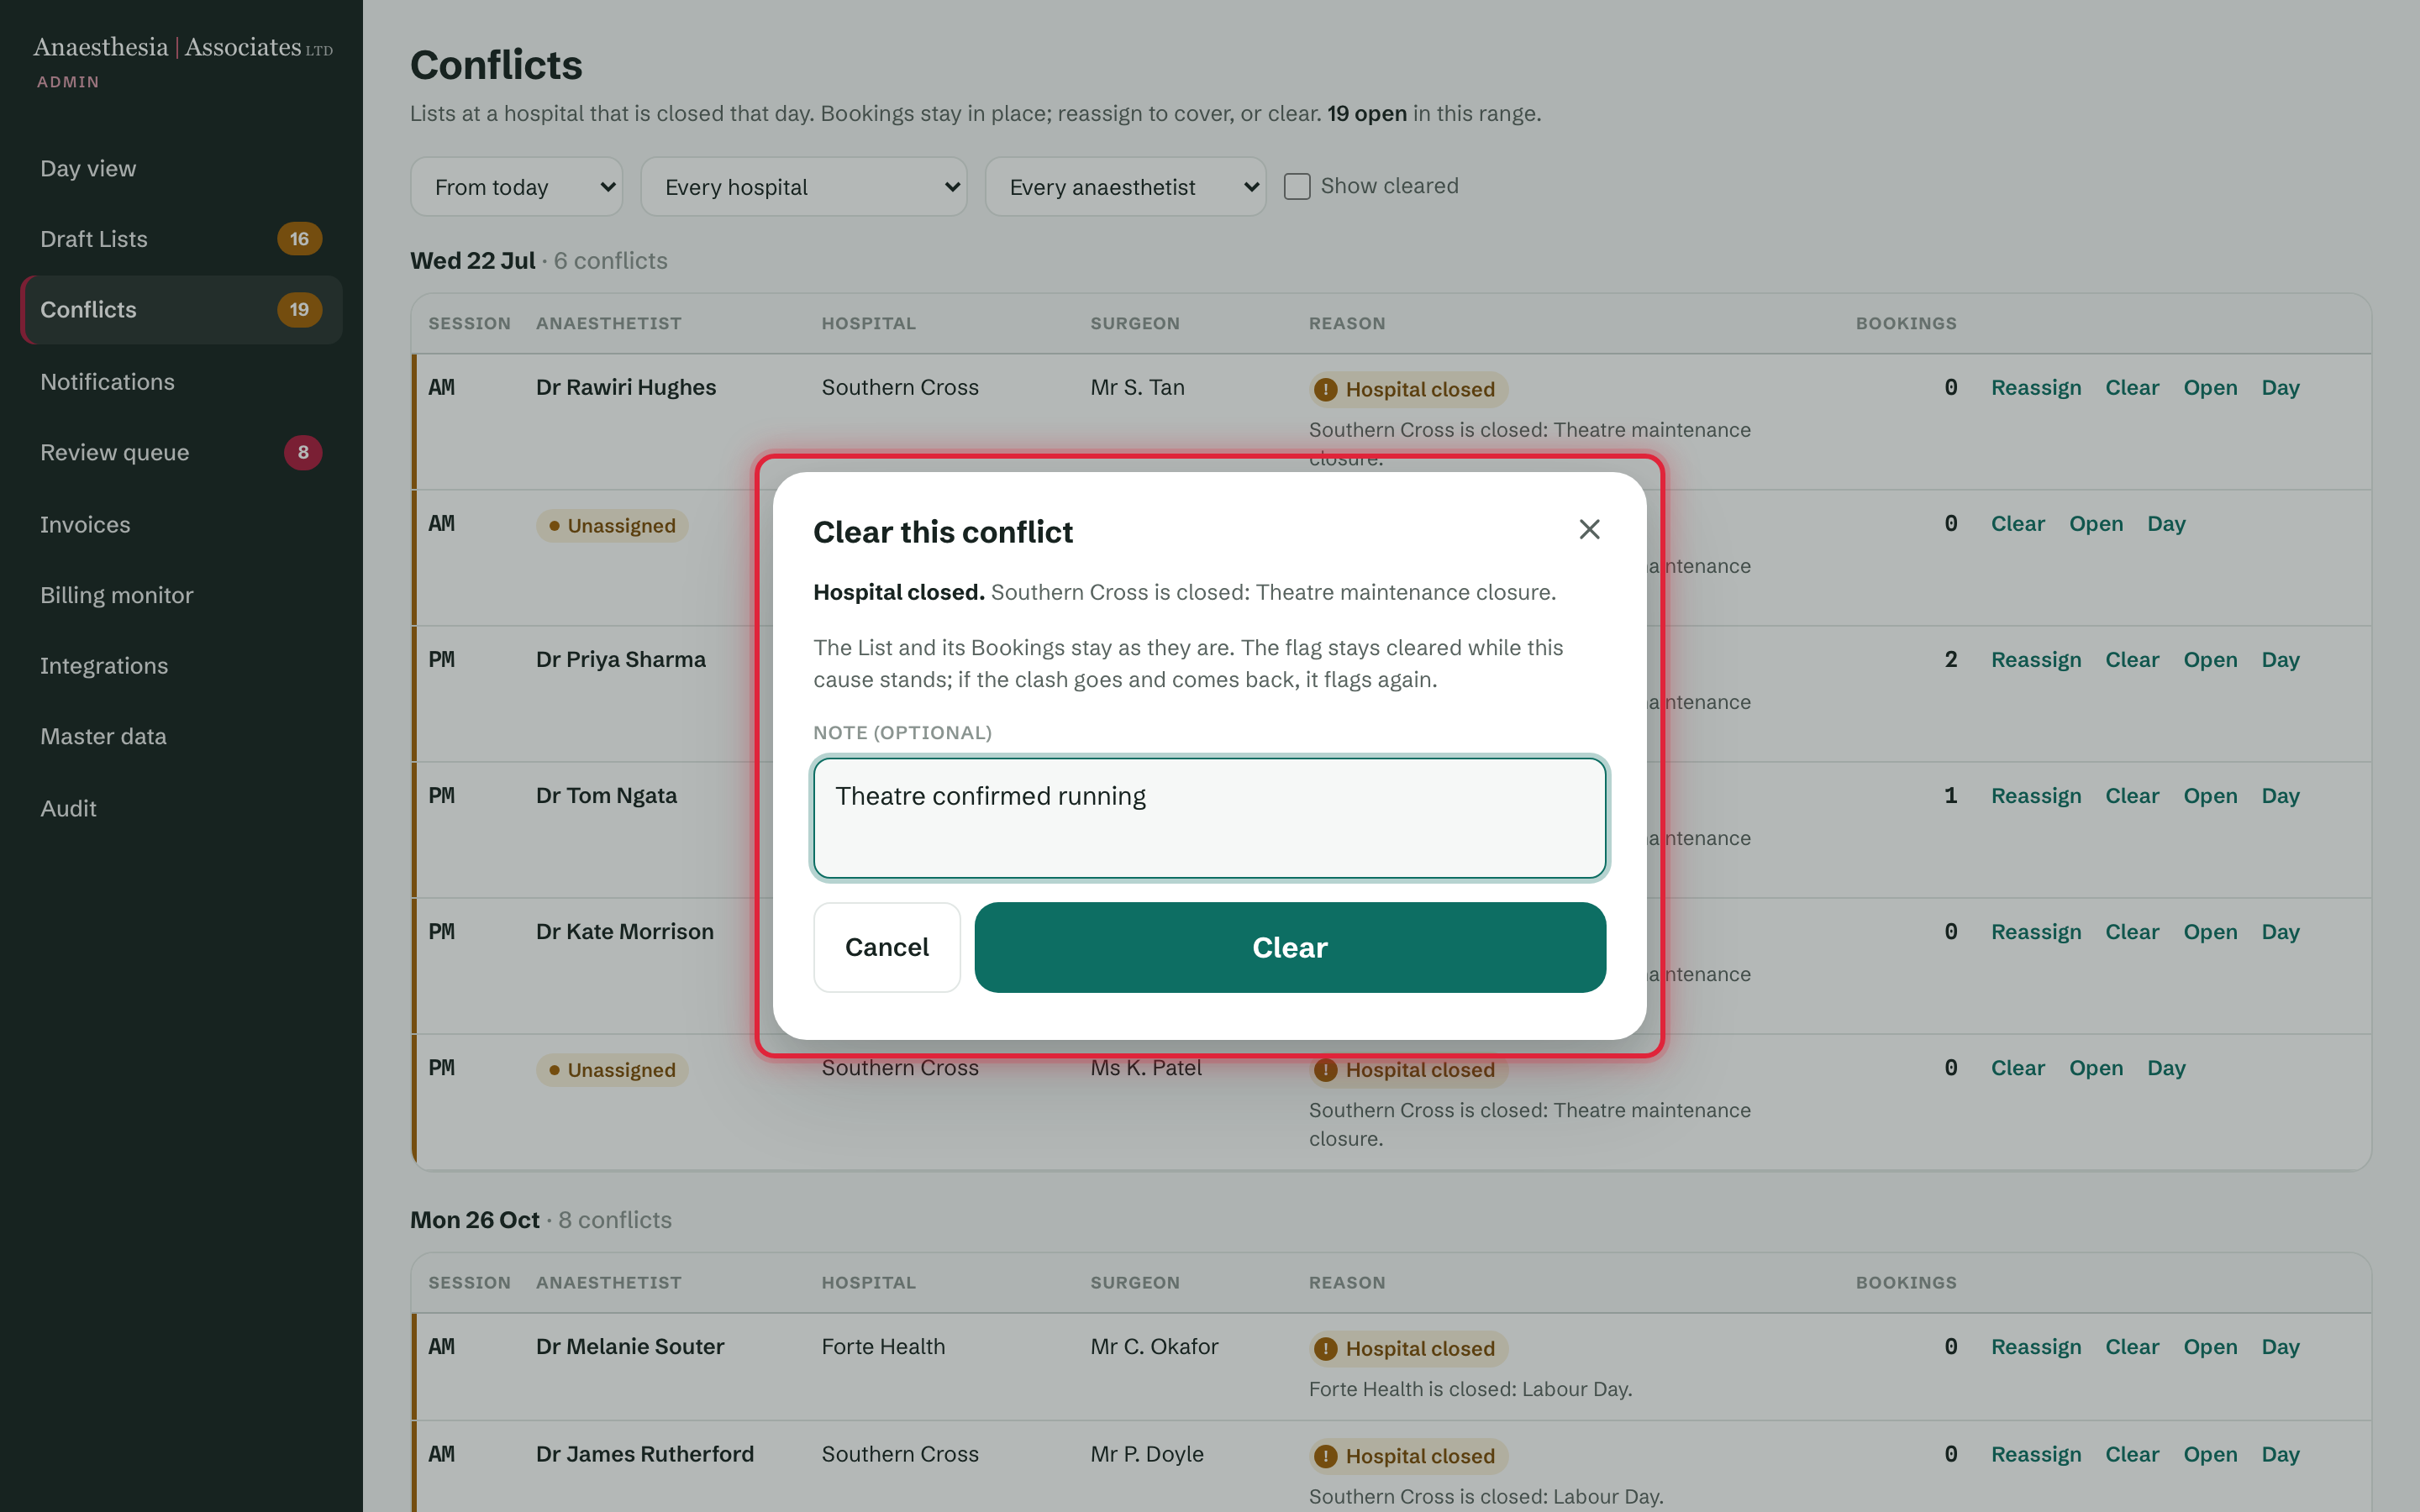 Anaesthesia | Associates LTD
ADMIN
Day view
Draft Lists 16
Conflicts 19
Notifications
Review queue 8
Invoices
Billing monitor
Integrations
Master data
Audit
Conflicts
Lists at a hospital that is closed that day. Bookings stay in place; reassign to cover, or clear. 19 open in this range.
From today Every hospital Every anaesthetist Show cleared
Wed 22 Jul · 6 conflicts
SESSION ANAESTHETIST HOSPITAL SURGEON REASON BOOKINGS
AM Dr Rawiri Hughes Southern Cross Mr S. Tan ! Hospital closed 0 Reassign Clear Open Day
Southern Cross is closed: Theatre maintenance
closure.
AM Unassigned 0 Clear Open Day
PM Dr Priya Sharma 2 Reassign Clear Open Day
PM Dr Tom Ngata 1 Reassign Clear Open Day
PM Dr Kate Morrison 0 Reassign Clear Open Day
Clear this conflict
Hospital closed. Southern Cross is closed: Theatre maintenance closure.
The List and its Bookings stay as they are. The flag stays cleared while this
cause stands; if the clash goes and comes back, it flags again.
NOTE (OPTIONAL)
Theatre confirmed running
Cancel Clear
PM Unassigned Southern Cross Ms K. Patel ! Hospital closed 0 Clear Open Day
Southern Cross is closed: Theatre maintenance
closure.
Mon 26 Oct · 8 conflicts
SESSION ANAESTHETIST HOSPITAL SURGEON REASON BOOKINGS
AM Dr Melanie Souter Forte Health Mr C. Okafor ! Hospital closed 0 Reassign Clear Open Day
Forte Health is closed: Labour Day.
AM Dr James Rutherford Southern Cross Mr P. Doyle ! Hospital closed 0 Reassign Clear Open Day
Southern Cross is closed: Labour Day.